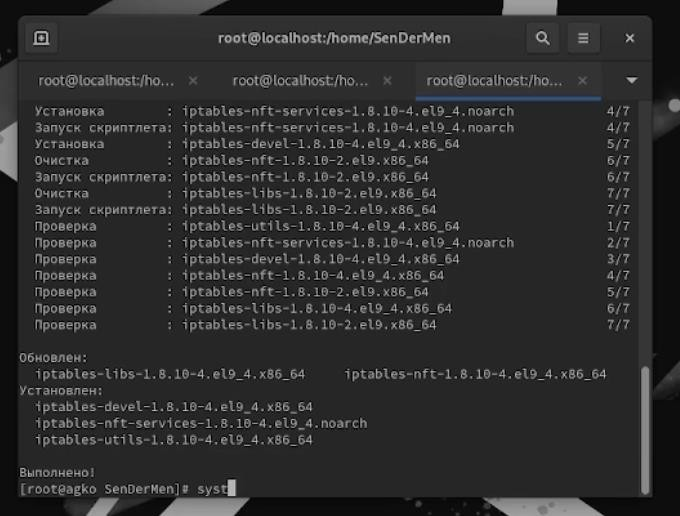 root@localhost:/home/SenDerMen
root@localhost:/ho... root@localhost:/ho... root@localhost:/ho...
Установка : iptables-nft-services-1.8.10-4.el9_4.noarch 4/7
Запуск скриптлета: iptables-nft-services-1.8.10-4.el9_4.noarch 4/7
Установка : iptables-devel-1.8.10-4.el9_4.x86_64 5/7
Очистка : iptables-nft-1.8.10-2.el9.x86_64 6/7
Запуск скриптлета: iptables-nft-1.8.10-2.el9.x86_64 6/7
Очистка : iptables-libs-1.8.10-2.el9.x86_64 7/7
Запуск скриптлета: iptables-libs-1.8.10-2.el9.x86_64 7/7
Проверка : iptables-utils-1.8.10-4.el9_4.x86_64 1/7
Проверка : iptables-nft-services-1.8.10-4.el9_4.noarch 2/7
Проверка : iptables-devel-1.8.10-4.el9_4.x86_64 3/7
Проверка : iptables-nft-1.8.10-4.el9_4.x86_64 4/7
Проверка : iptables-nft-1.8.10-2.el9.x86_64 5/7
Проверка : iptables-libs-1.8.10-4.el9_4.x86_64 6/7
Проверка : iptables-libs-1.8.10-2.el9.x86_64 7/7
Обновлен:
iptables-libs-1.8.10-4.el9_4.x86_64 iptables-nft-1.8.10-4.el9_4.x86_64
Установлен:
iptables-devel-1.8.10-4.el9_4.x86_64
iptables-nft-services-1.8.10-4.el9_4.noarch
iptables-utils-1.8.10-4.el9_4.x86_64
Выполнено!
[root@agko SenDerMen]# syst